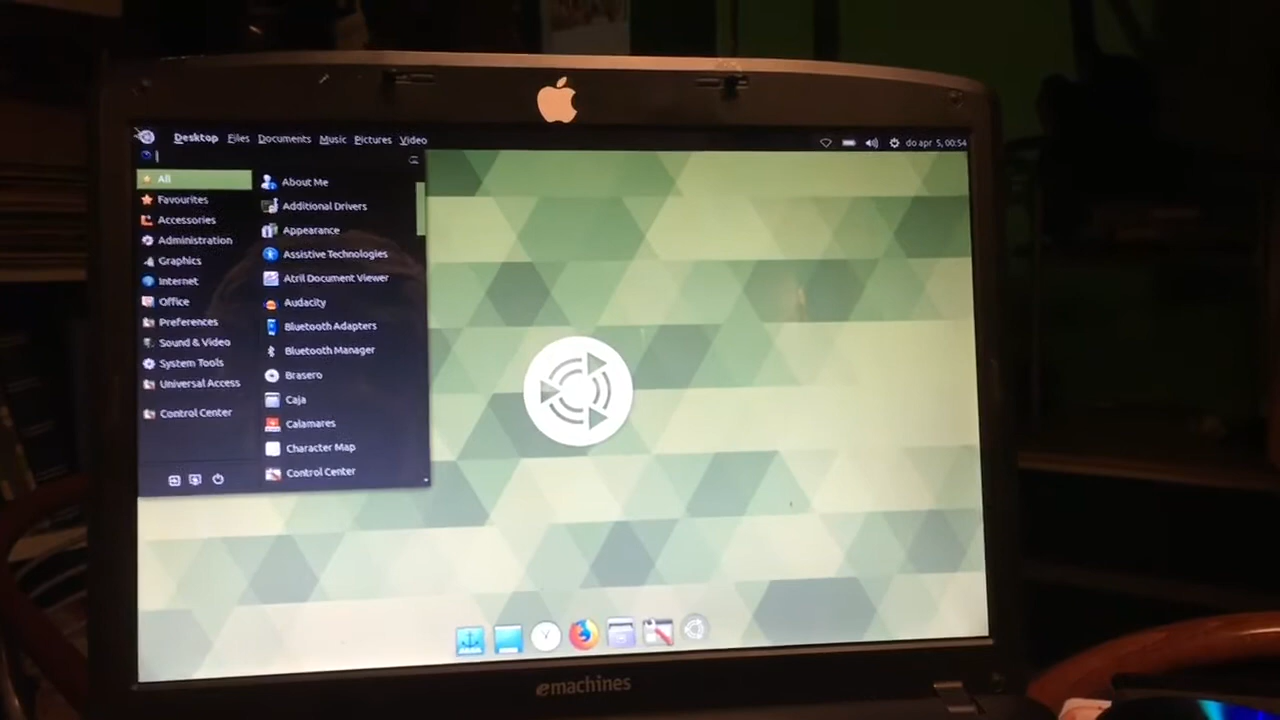 Desktop Files Documents Music Pictures Video
do apr 5, 00:54
All
Favourites
Accessories
Administration
Graphics
Internet
Office
Preferences
Sound & Video
System Tools
Universal Access
Control Center
About Me
Additional Drivers
Appearance
Assistive Technologies
Atril Document Viewer
Audacity
Bluetooth Adapters
Bluetooth Manager
Brasero
Caja
Calamares
Character Map
Control Center
emachines